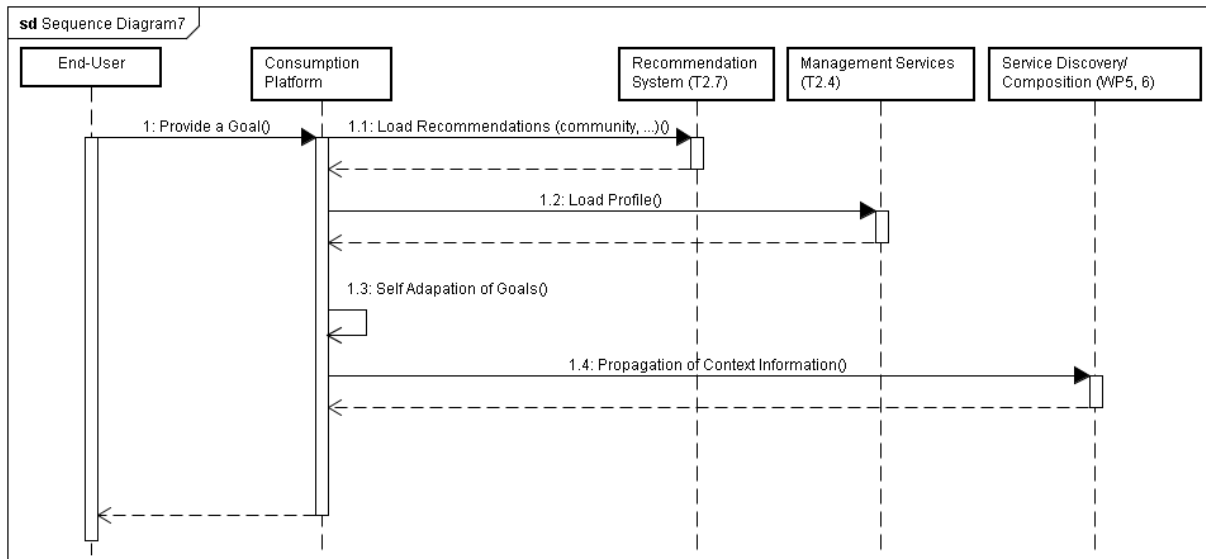 sd Sequence Diagram7
End-User
Consumption
Platform
Recommendation
System (T2.7)
Management Services
(T2.4)
Service Discovery/
Composition (WP5, 6)
1: Provide a Goal()
1.1: Load Recommendations (community, ...)()
1.2: Load Profile()
1.3: Self Adapation of Goals()
1.4: Propagation of Context Information()